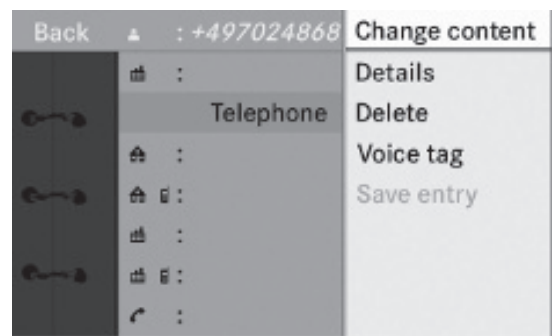 Back : +497024868 Change content
: Details
Telephone Delete
: Voice tag
: Save entry
:
:
: